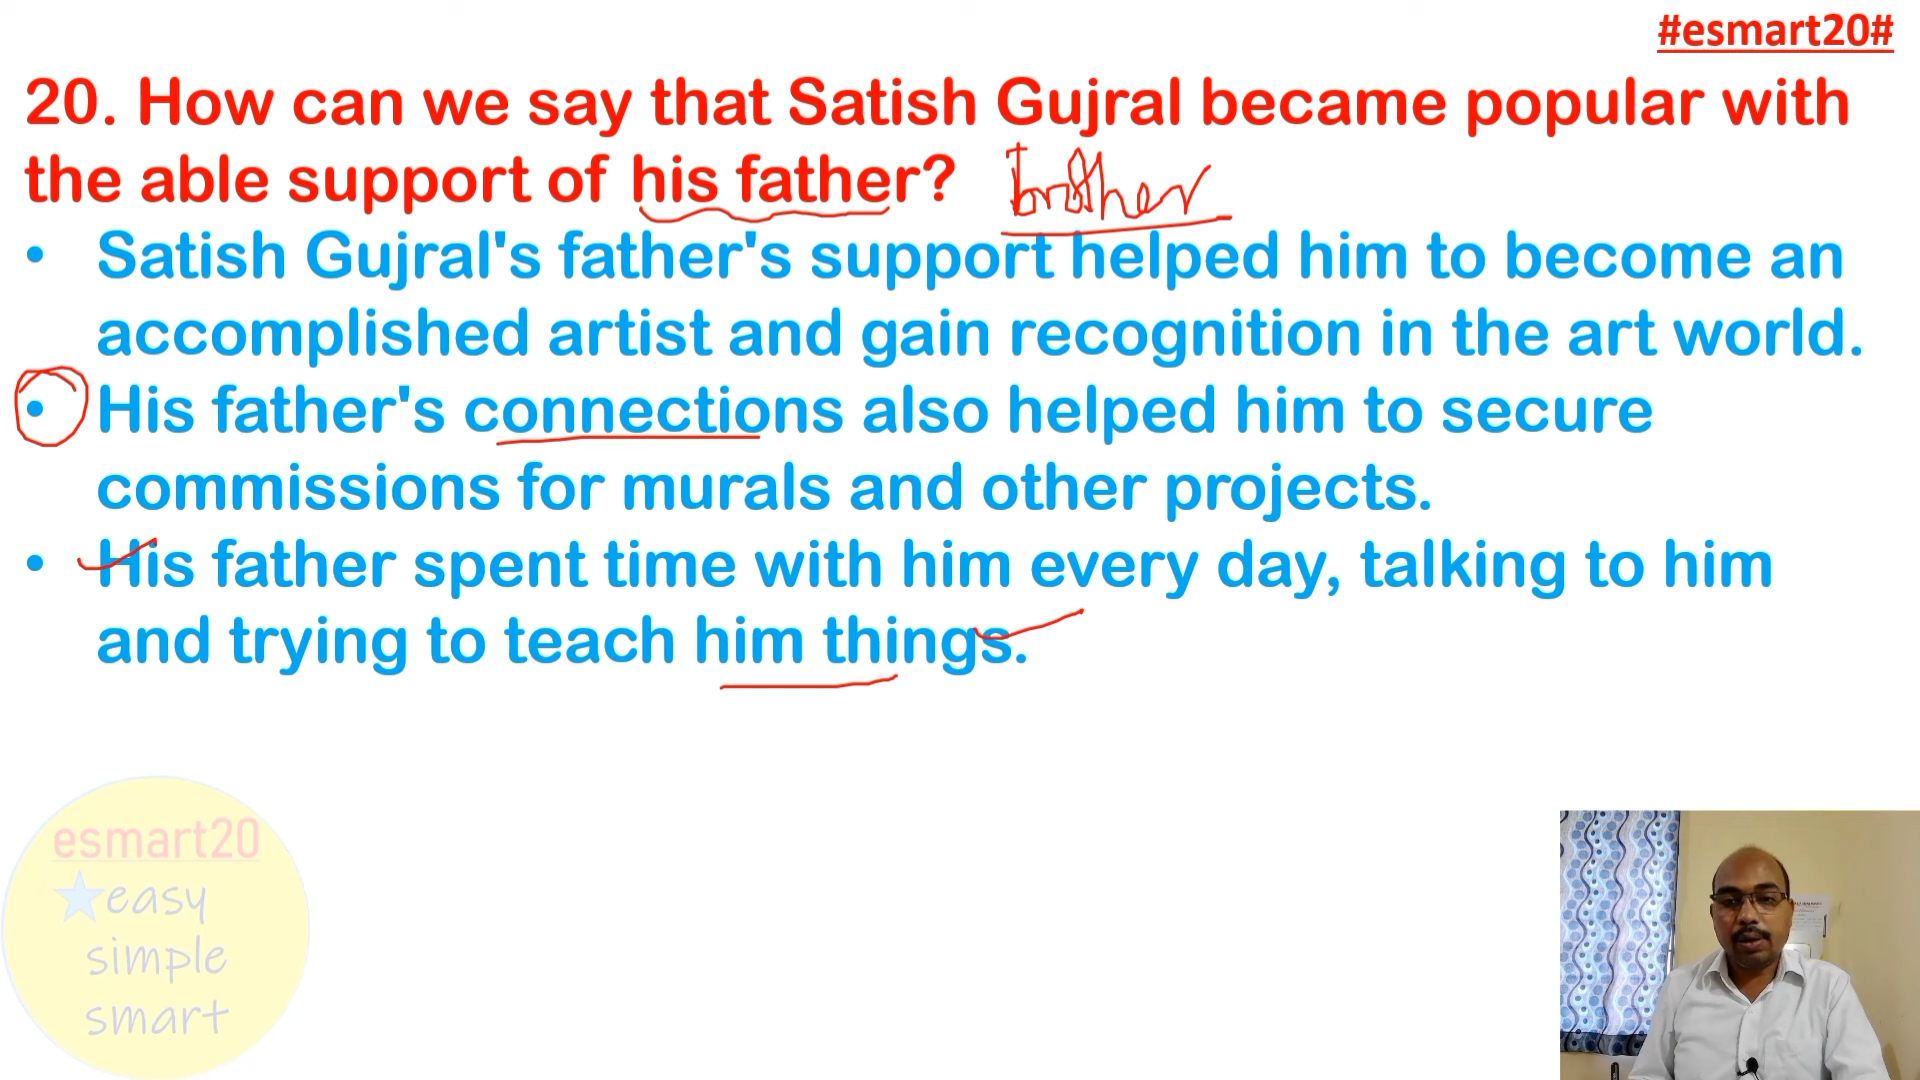 #esmart20#
20. How can we say that Satish Gujral became popular with
the able support of his father? brother
• Satish Gujral's father's support helped him to become an
accomplished artist and gain recognition in the art world.
• His father's connections also helped him to secure
commissions for murals and other projects.
• His father spent time with him every day, talking to him
and trying to teach him things.
esmart20
easy
simple
smart